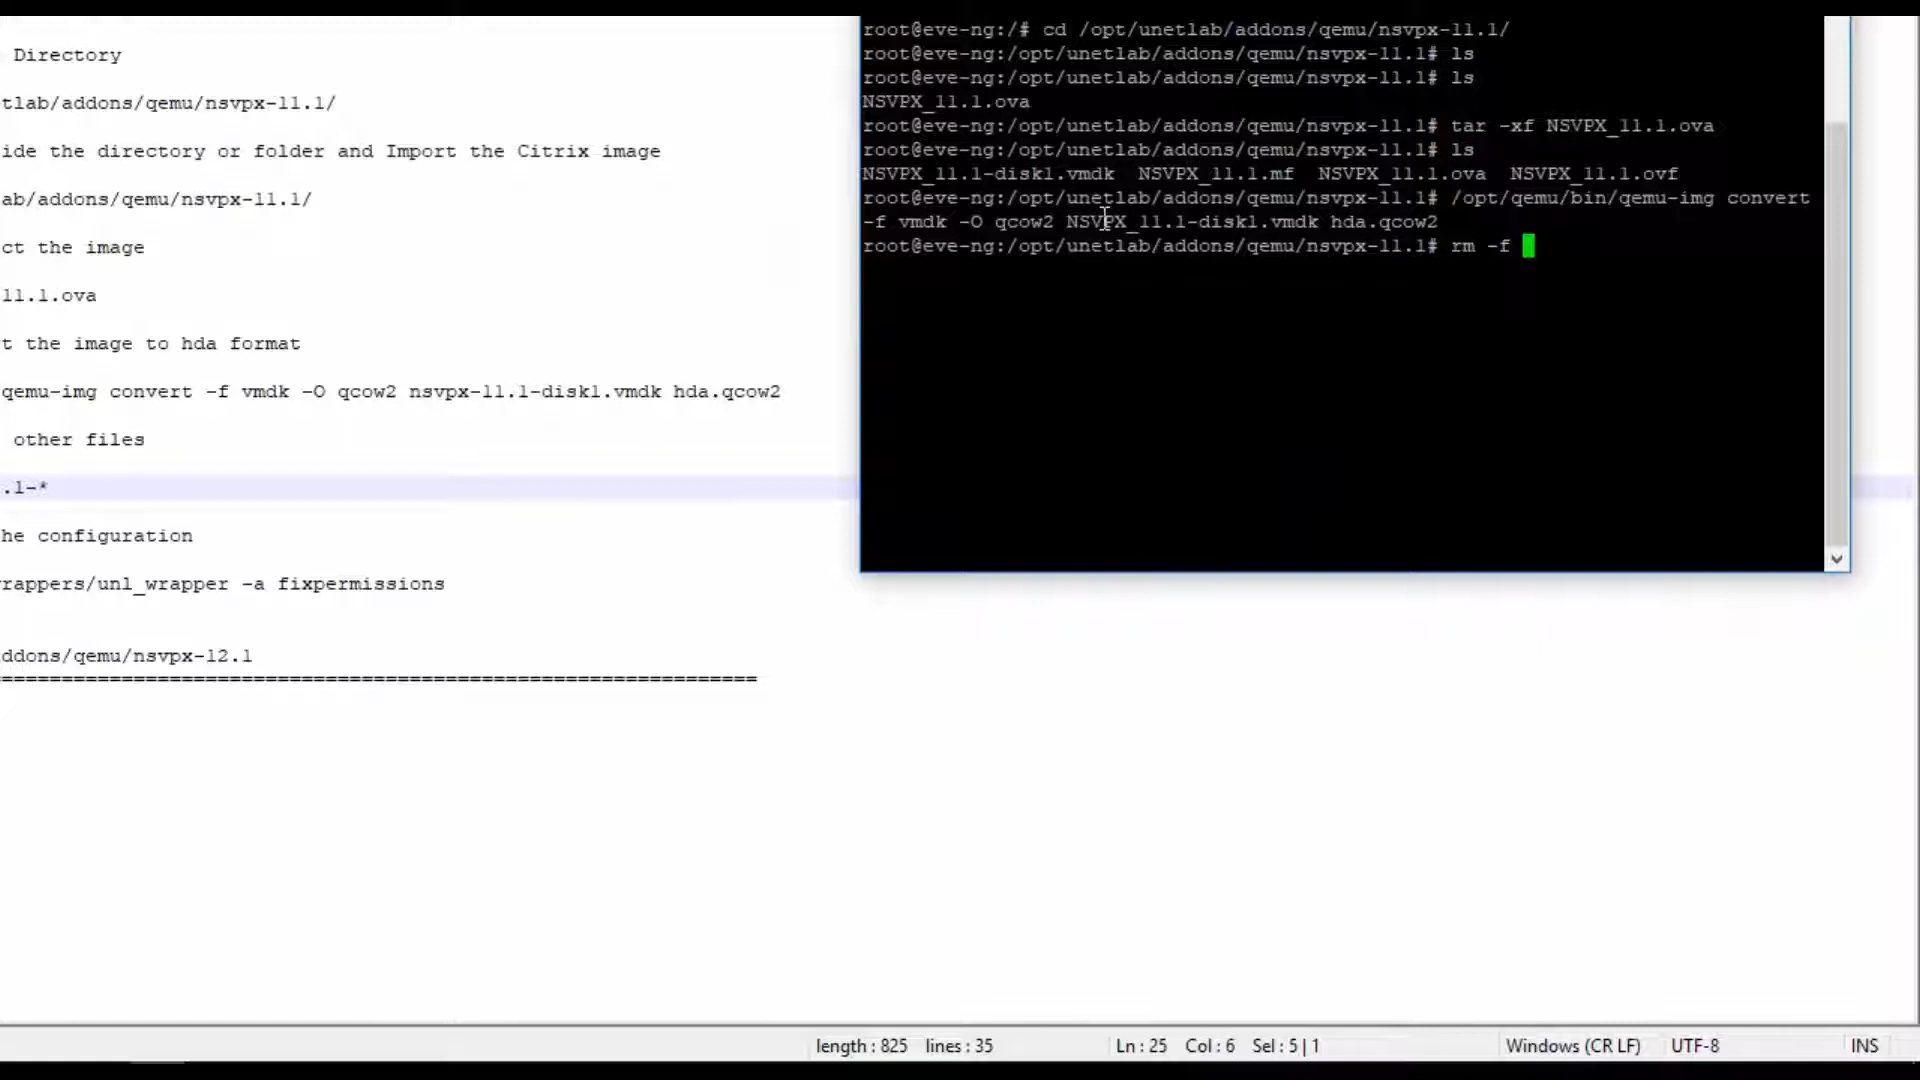 Directory
tlab/addons/qemu/nsvpx-11.1/
ide the directory or folder and Import the Citrix image
ab/addons/qemu/nsvpx-11.1/
ct the image
11.1.ova
t the image to hda format
qemu-img convert -f vmdk -O qcow2 nsvpx-11.1-disk1.vmdk hda.qcow2
other files
.1-*
he configuration
rappers/unl_wrapper -a fixpermissions
ddons/qemu/nsvpx-12.1
===============================================================
root@eve-ng:/# cd /opt/unetlab/addons/qemu/nsvpx-11.1/
root@eve-ng:/opt/unetlab/addons/qemu/nsvpx-11.1# ls
root@eve-ng:/opt/unetlab/addons/qemu/nsvpx-11.1# ls
NSVPX_11.1.ova
root@eve-ng:/opt/unetlab/addons/qemu/nsvpx-11.1# tar -xf NSVPX_11.1.ova
root@eve-ng:/opt/unetlab/addons/qemu/nsvpx-11.1# ls
NSVPX_11.1-disk1.vmdk  NSVPX_11.1.mf  NSVPX_11.1.ova  NSVPX_11.1.ovf
root@eve-ng:/opt/unetlab/addons/qemu/nsvpx-11.1# /opt/qemu/bin/qemu-img convert
-f vmdk -O qcow2 NSVPX_11.1-disk1.vmdk hda.qcow2
root@eve-ng:/opt/unetlab/addons/qemu/nsvpx-11.1# rm -f
length : 825 lines : 35 Ln : 25 Col : 6 Sel : 5 | 1 Windows (CR LF) UTF-8 INS